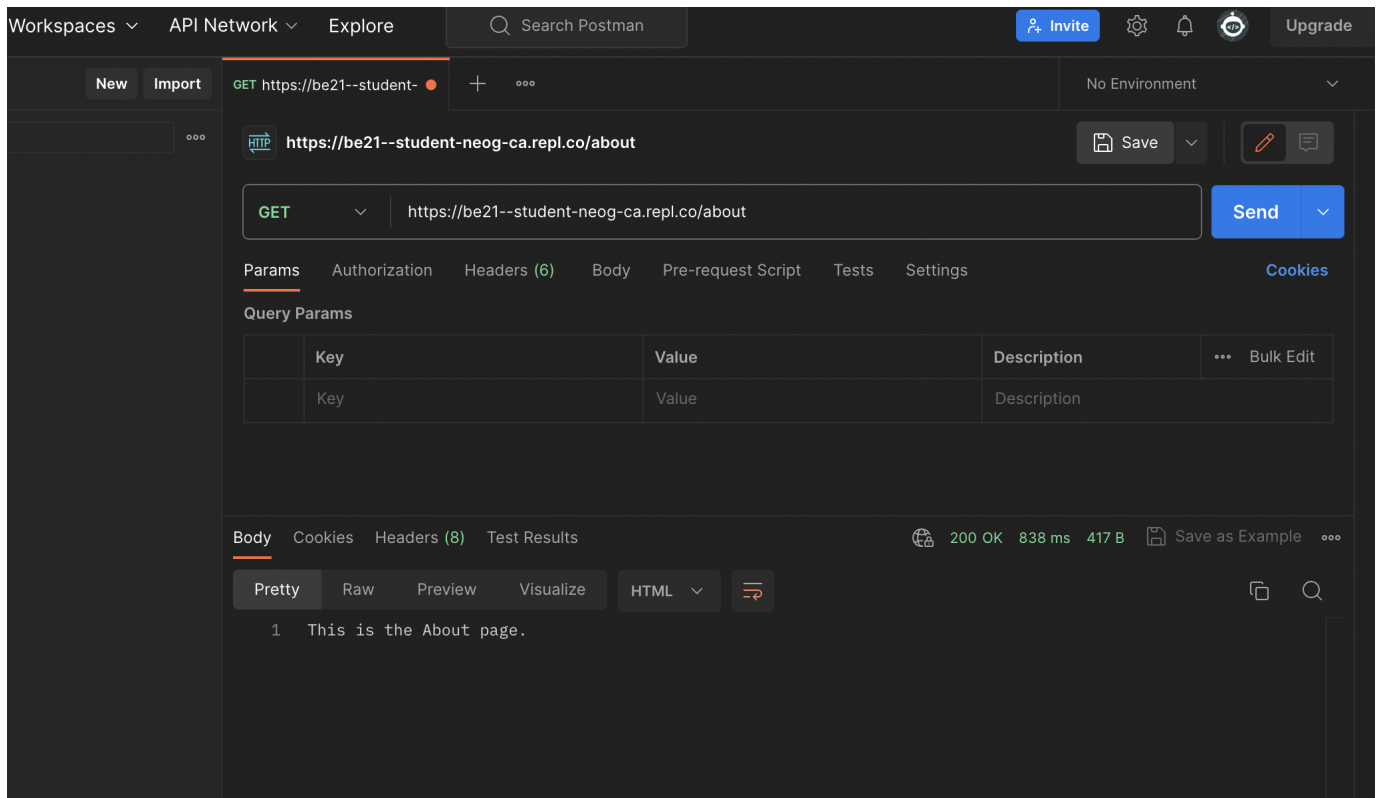 Workspaces API Network Explore Search Postman Invite Upgrade
New Import GET https://be21--student- No Environment
HTTP https://be21--student-neog-ca.repl.co/about Save
GET https://be21--student-neog-ca.repl.co/about Send
Params Authorization Headers (6) Body Pre-request Script Tests Settings Cookies
Query Params
Key Value Description Bulk Edit
Key Value Description
Body Cookies Headers (8) Test Results 200 OK 838 ms 417 B Save as Example
Pretty Raw Preview Visualize HTML
1 This is the About page.